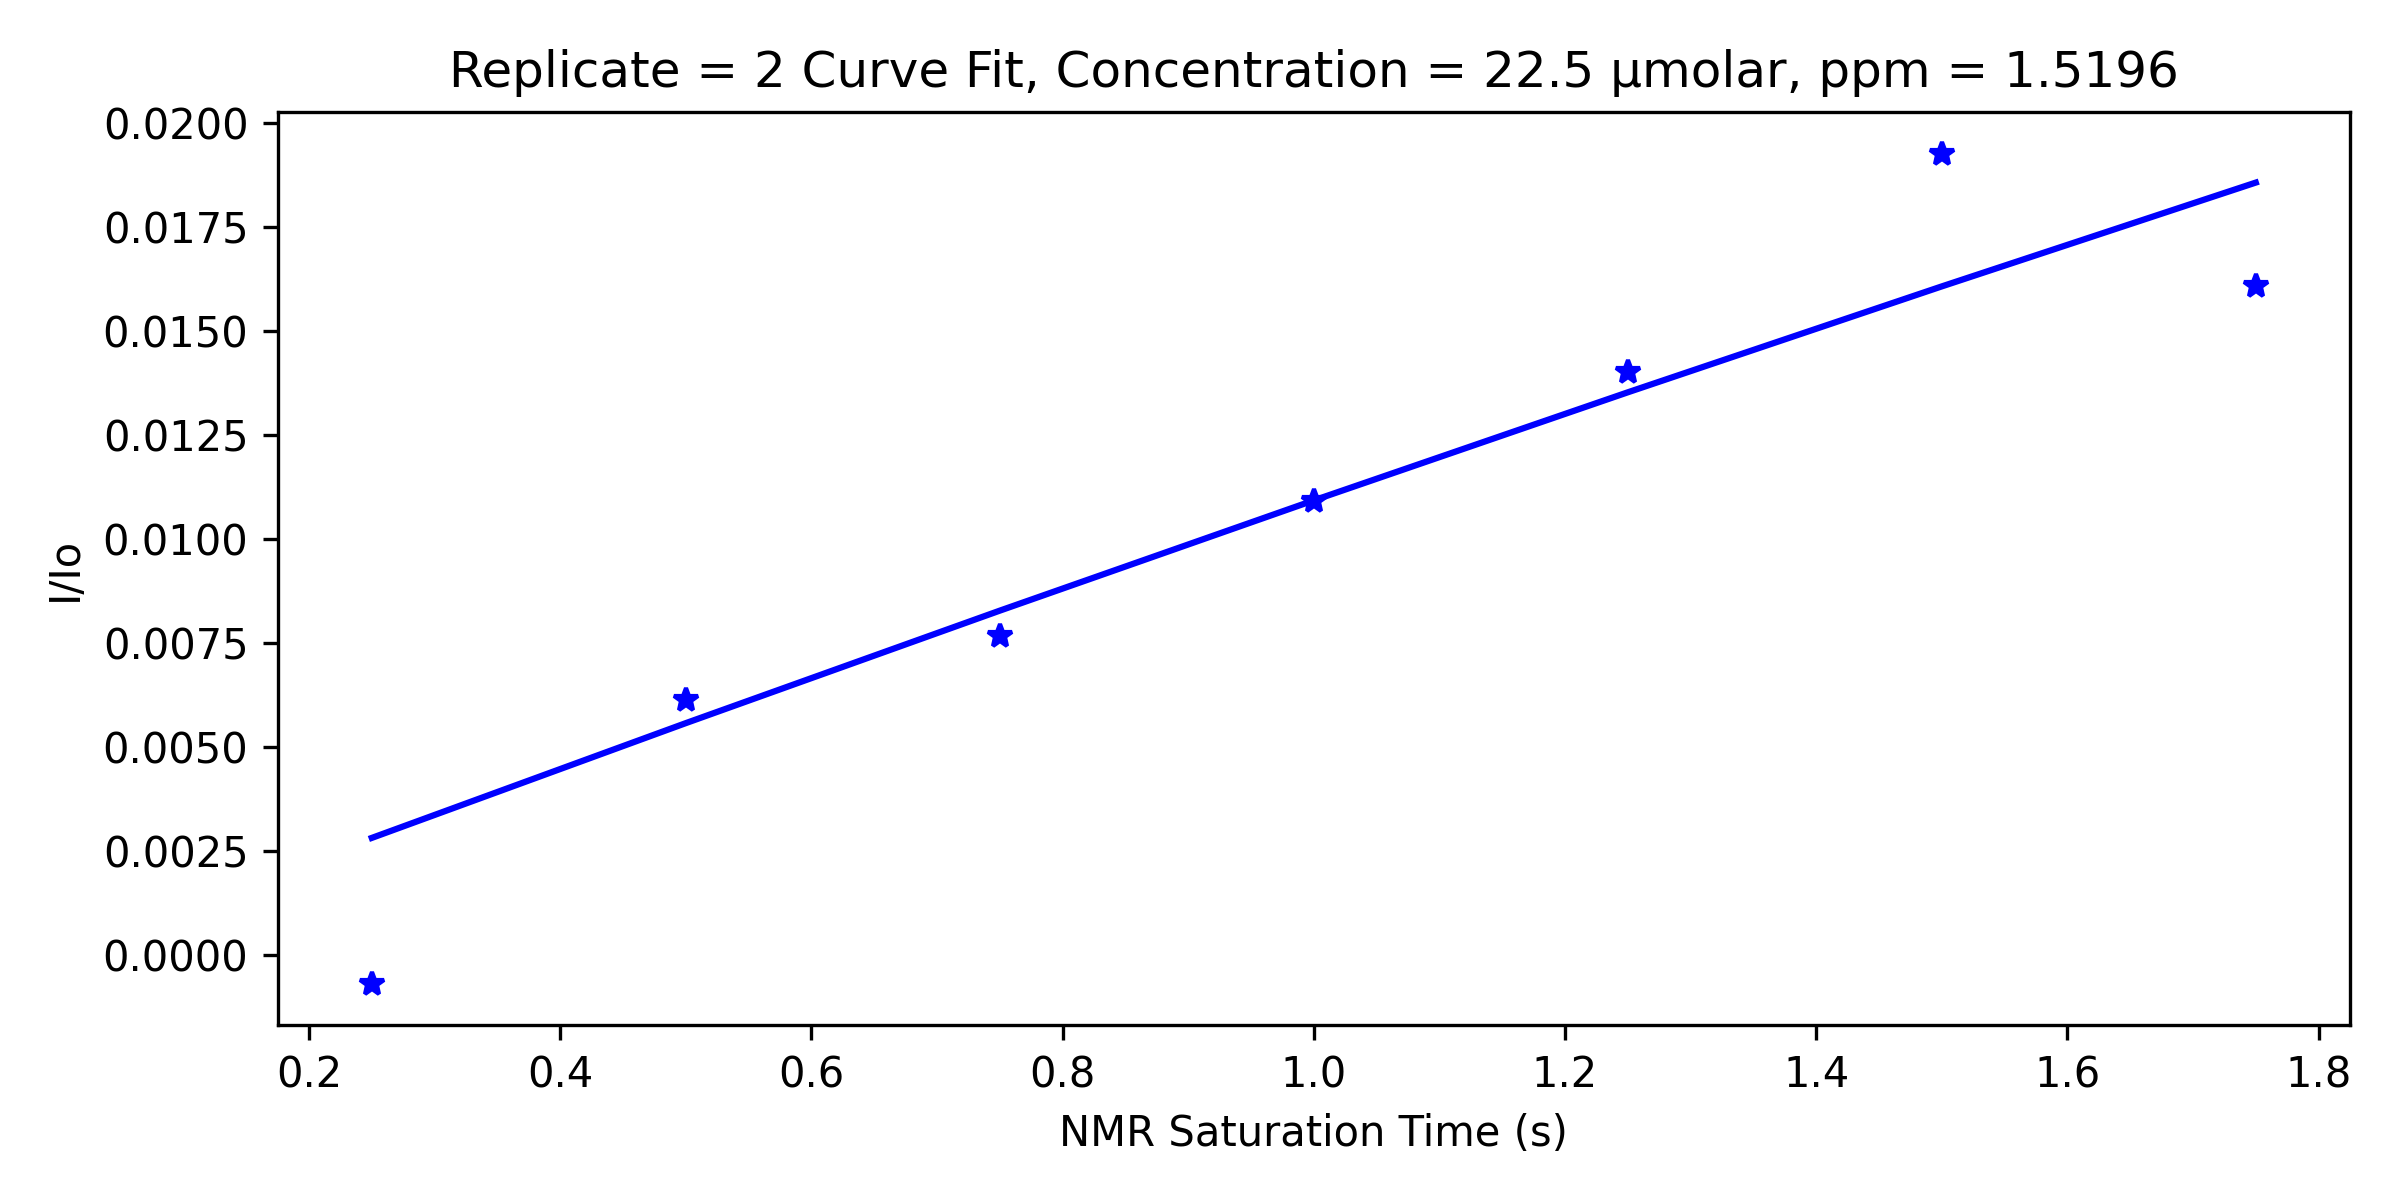 Replicate = 2 Curve Fit, Concentration = 22.5 μmolar, ppm = 1.5196
0.0200
0.0175
0.0150
0.0125
0.0100
0.0075
0.0050
0.0025
0.0000
I/Io
0.2 0.4 0.6 0.8 1.0 1.2 1.4 1.6 1.8
NMR Saturation Time (s)